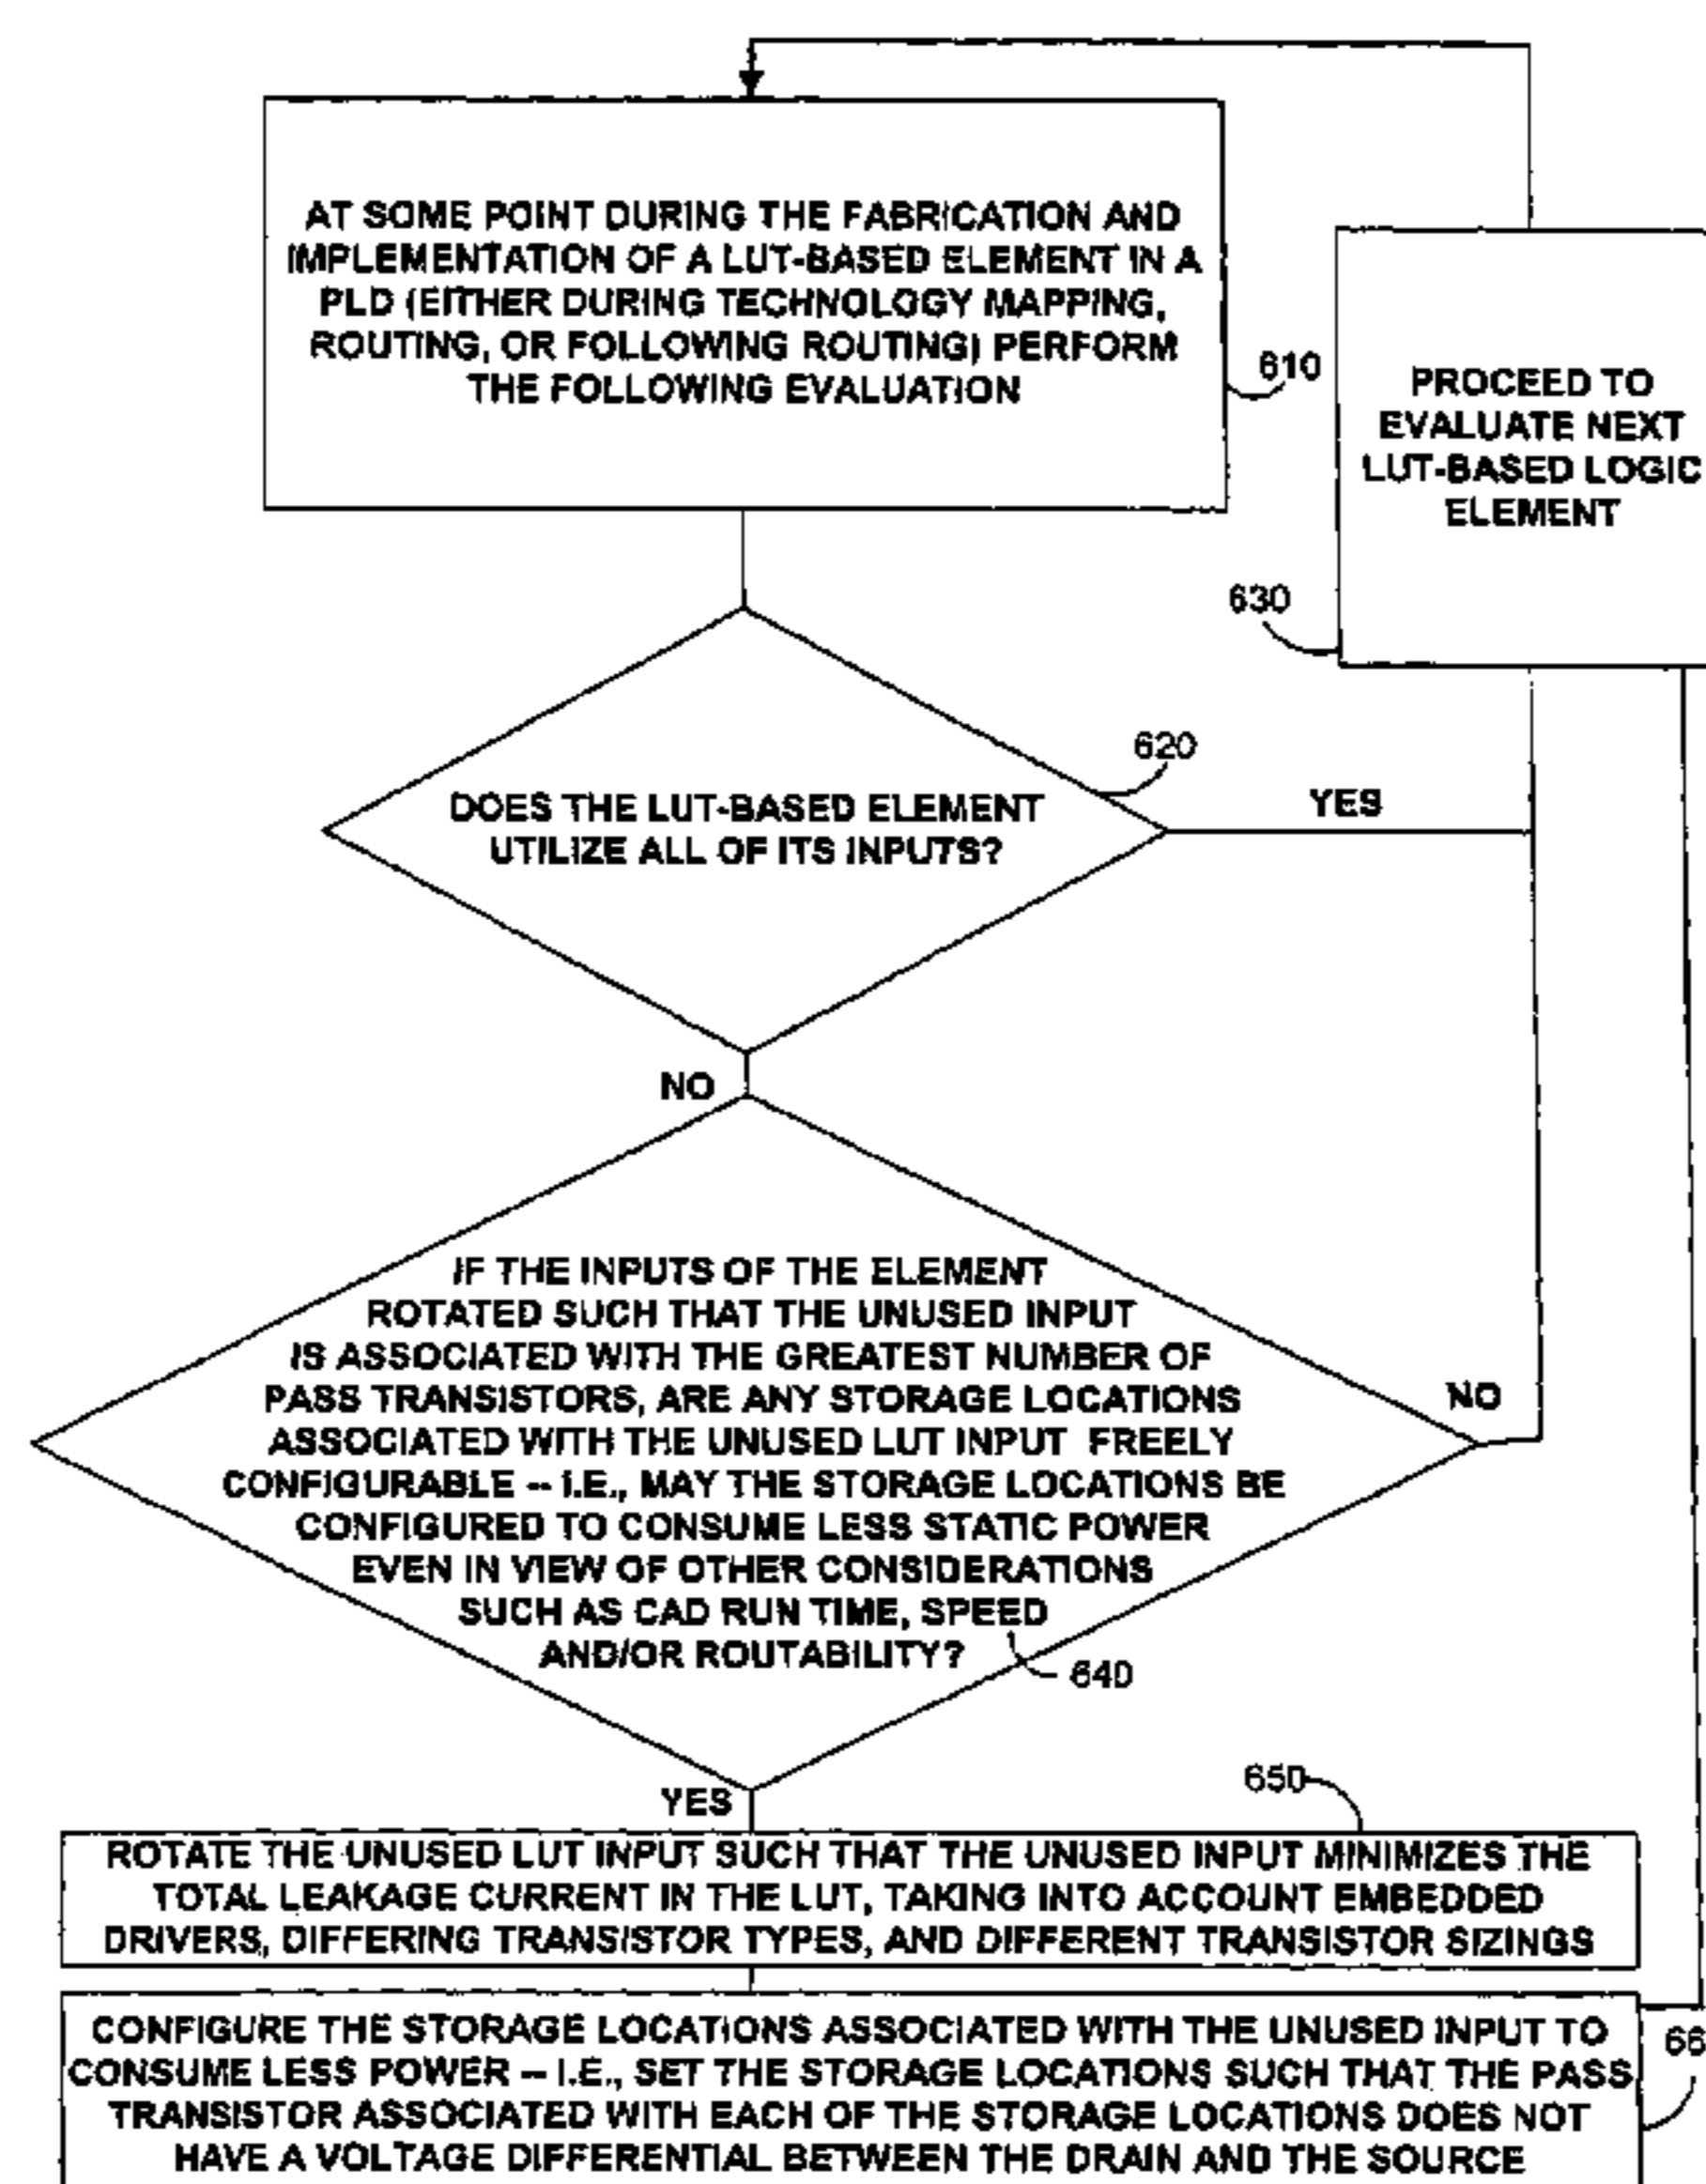 AT SOME POINT DURING THE FABRICATION AND
IMPLEMENTATION OF A LUT-BASED ELEMENT IN A
PLD (EITHER DURING TECHNOLOGY MAPPING,
ROUTING, OR FOLLOWING ROUTING) PERFORM
THE FOLLOWING EVALUATION
610
PROCEED TO
EVALUATE NEXT
LUT-BASED LOGIC
ELEMENT
630
620
DOES THE LUT-BASED ELEMENT
UTILIZE ALL OF ITS INPUTS?
YES
NO
IF THE INPUTS OF THE ELEMENT
ROTATED SUCH THAT THE UNUSED INPUT
IS ASSOCIATED WITH THE GREATEST NUMBER OF
PASS TRANSISTORS, ARE ANY STORAGE LOCATIONS
ASSOCIATED WITH THE UNUSED LUT INPUT FREELY
CONFIGURABLE -- I.E., MAY THE STORAGE LOCATIONS BE
CONFIGURED TO CONSUME LESS STATIC POWER
EVEN IN VIEW OF OTHER CONSIDERATIONS
SUCH AS CAD RUN TIME, SPEED
AND/OR ROUTABILITY?
NO
640
YES
650
ROTATE THE UNUSED LUT INPUT SUCH THAT THE UNUSED INPUT MINIMIZES THE
TOTAL LEAKAGE CURRENT IN THE LUT, TAKING INTO ACCOUNT EMBEDDED
DRIVERS, DIFFERING TRANSISTOR TYPES, AND DIFFERENT TRANSISTOR SIZINGS
CONFIGURE THE STORAGE LOCATIONS ASSOCIATED WITH THE UNUSED INPUT TO
CONSUME LESS POWER -- I.E., SET THE STORAGE LOCATIONS SUCH THAT THE PASS
TRANSISTOR ASSOCIATED WITH EACH OF THE STORAGE LOCATIONS DOES NOT
HAVE A VOLTAGE DIFFERENTIAL BETWEEN THE DRAIN AND THE SOURCE
66